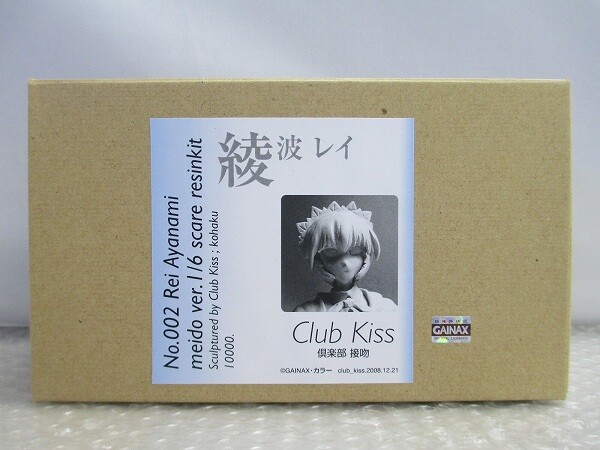 No.002 Rei Ayanami
meido ver.1/6 scare resinkit
Sculptured by Club Kiss ; kohaku
10000.
綾波レイ
Club Kiss
倶楽部 接吻
©GAINAX・カラー club_kiss.2008.12.21
GAINAX